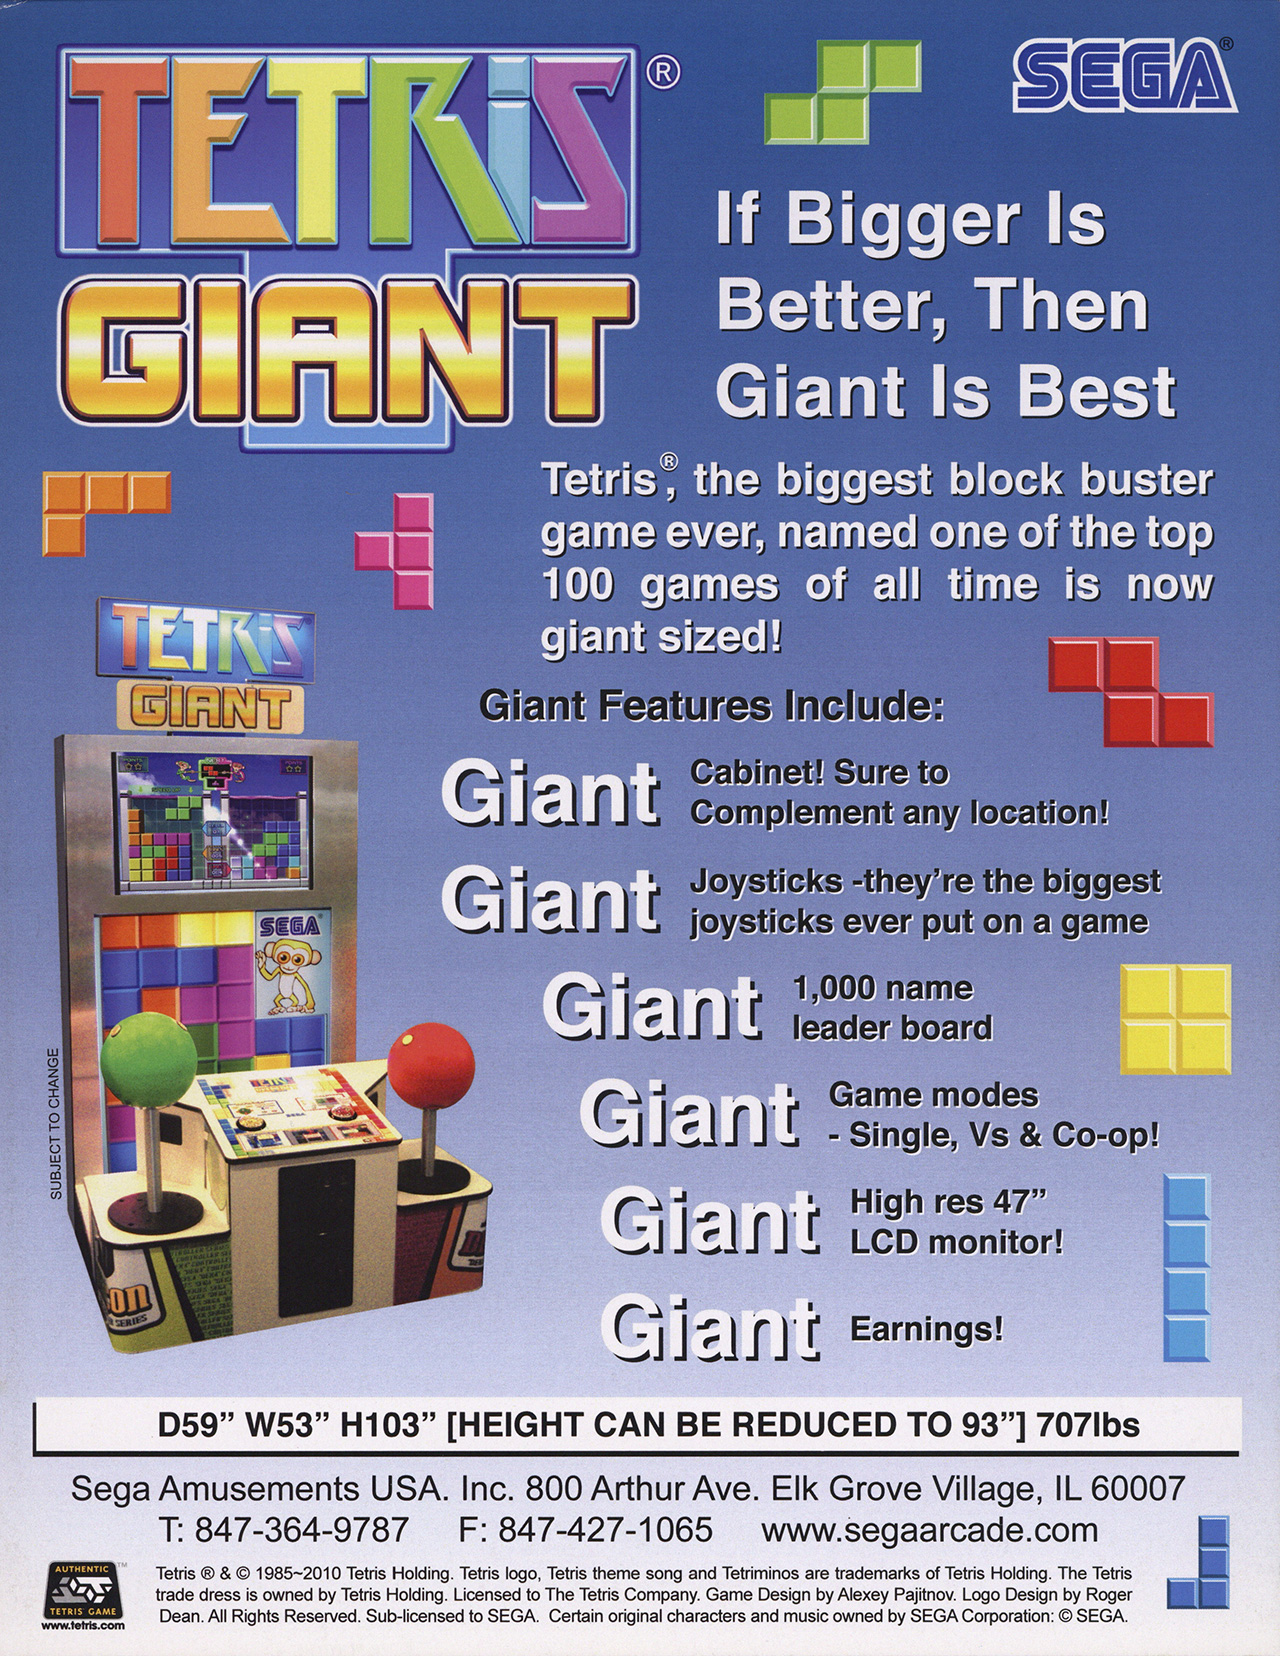 TETRiS®
GIANT
SEGA®
If Bigger Is
Better, Then
Giant Is Best
Tetris®, the biggest block buster
game ever, named one of the top
100 games of all time is now
giant sized!
Giant Features Include:
Giant Cabinet! Sure to
Complement any location!
Giant Joysticks -they're the biggest
joysticks ever put on a game
Giant 1,000 name
leader board
Giant Game modes
- Single, Vs & Co-op!
Giant High res 47”
LCD monitor!
Giant Earnings!
TETRiS
GIANT
SEGA
SUBJECT TO CHANGE
D59” W53” H103” [HEIGHT CAN BE REDUCED TO 93”] 707lbs
Sega Amusements USA. Inc. 800 Arthur Ave. Elk Grove Village, IL 60007
T: 847-364-9787 F: 847-427-1065 www.segaarcade.com
AUTHENTIC ™
TETRIS GAME
www.tetris.com
Tetris ® & © 1985~2010 Tetris Holding. Tetris logo, Tetris theme song and Tetriminos are trademarks of Tetris Holding. The Tetris
trade dress is owned by Tetris Holding. Licensed to The Tetris Company. Game Design by Alexey Pajitnov. Logo Design by Roger
Dean. All Rights Reserved. Sub-licensed to SEGA. Certain original characters and music owned by SEGA Corporation: © SEGA.